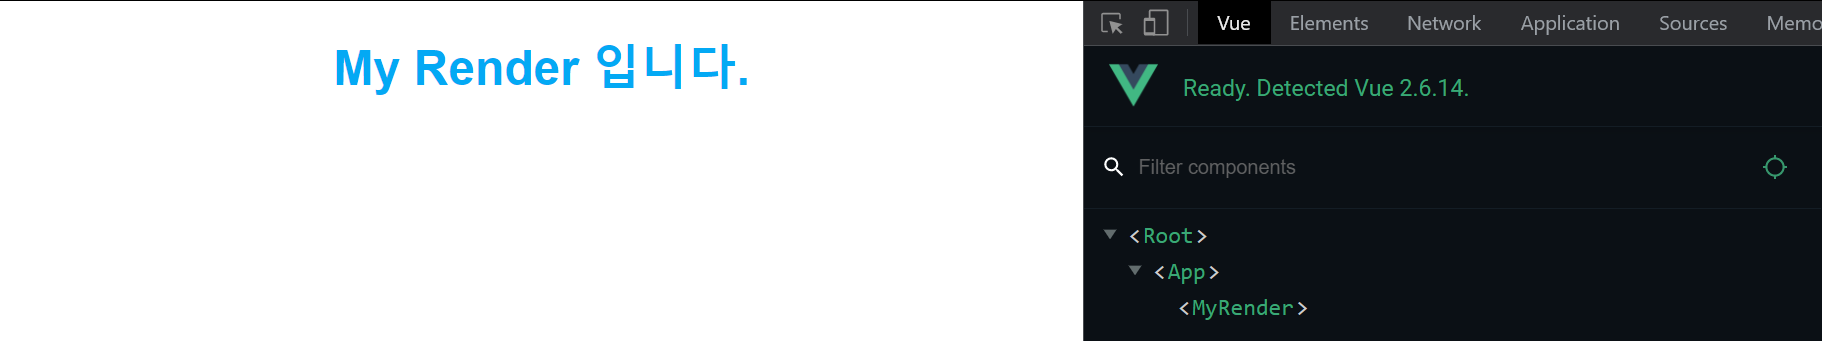 My Render 입니다.
Vue Elements Network Application Sources Memo
Ready. Detected Vue 2.6.14.
Filter components
<Root>
<App>
<MyRender>